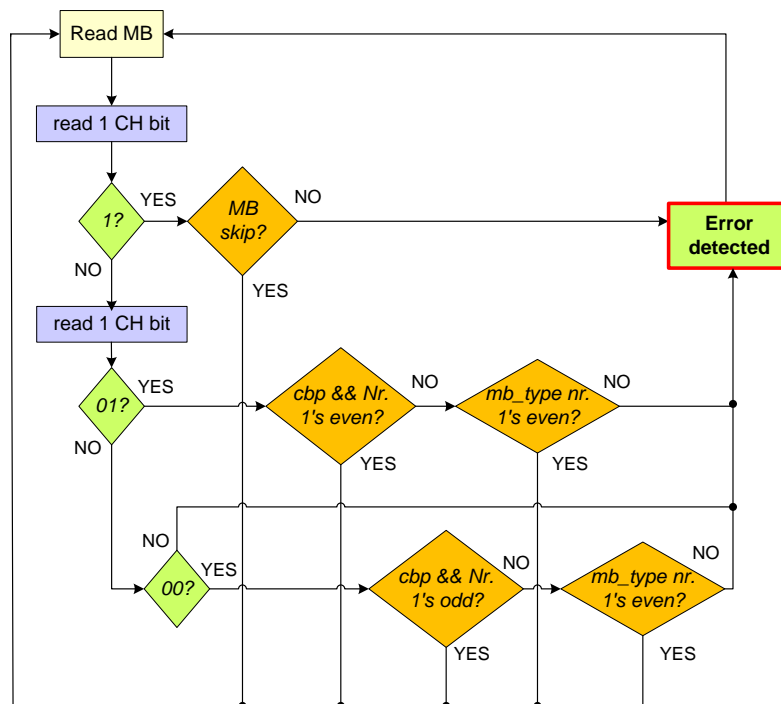 Read MB
read 1 CH bit
1?
YES
MB
skip?
NO
Error
detected
NO
YES
read 1 CH bit
01?
YES
cbp && Nr.
1's even?
NO
mb_type nr.
1's even?
NO
NO
YES
YES
NO
00?
YES
cbp && Nr.
1's odd?
NO
mb_type nr.
1's even?
NO
YES
YES